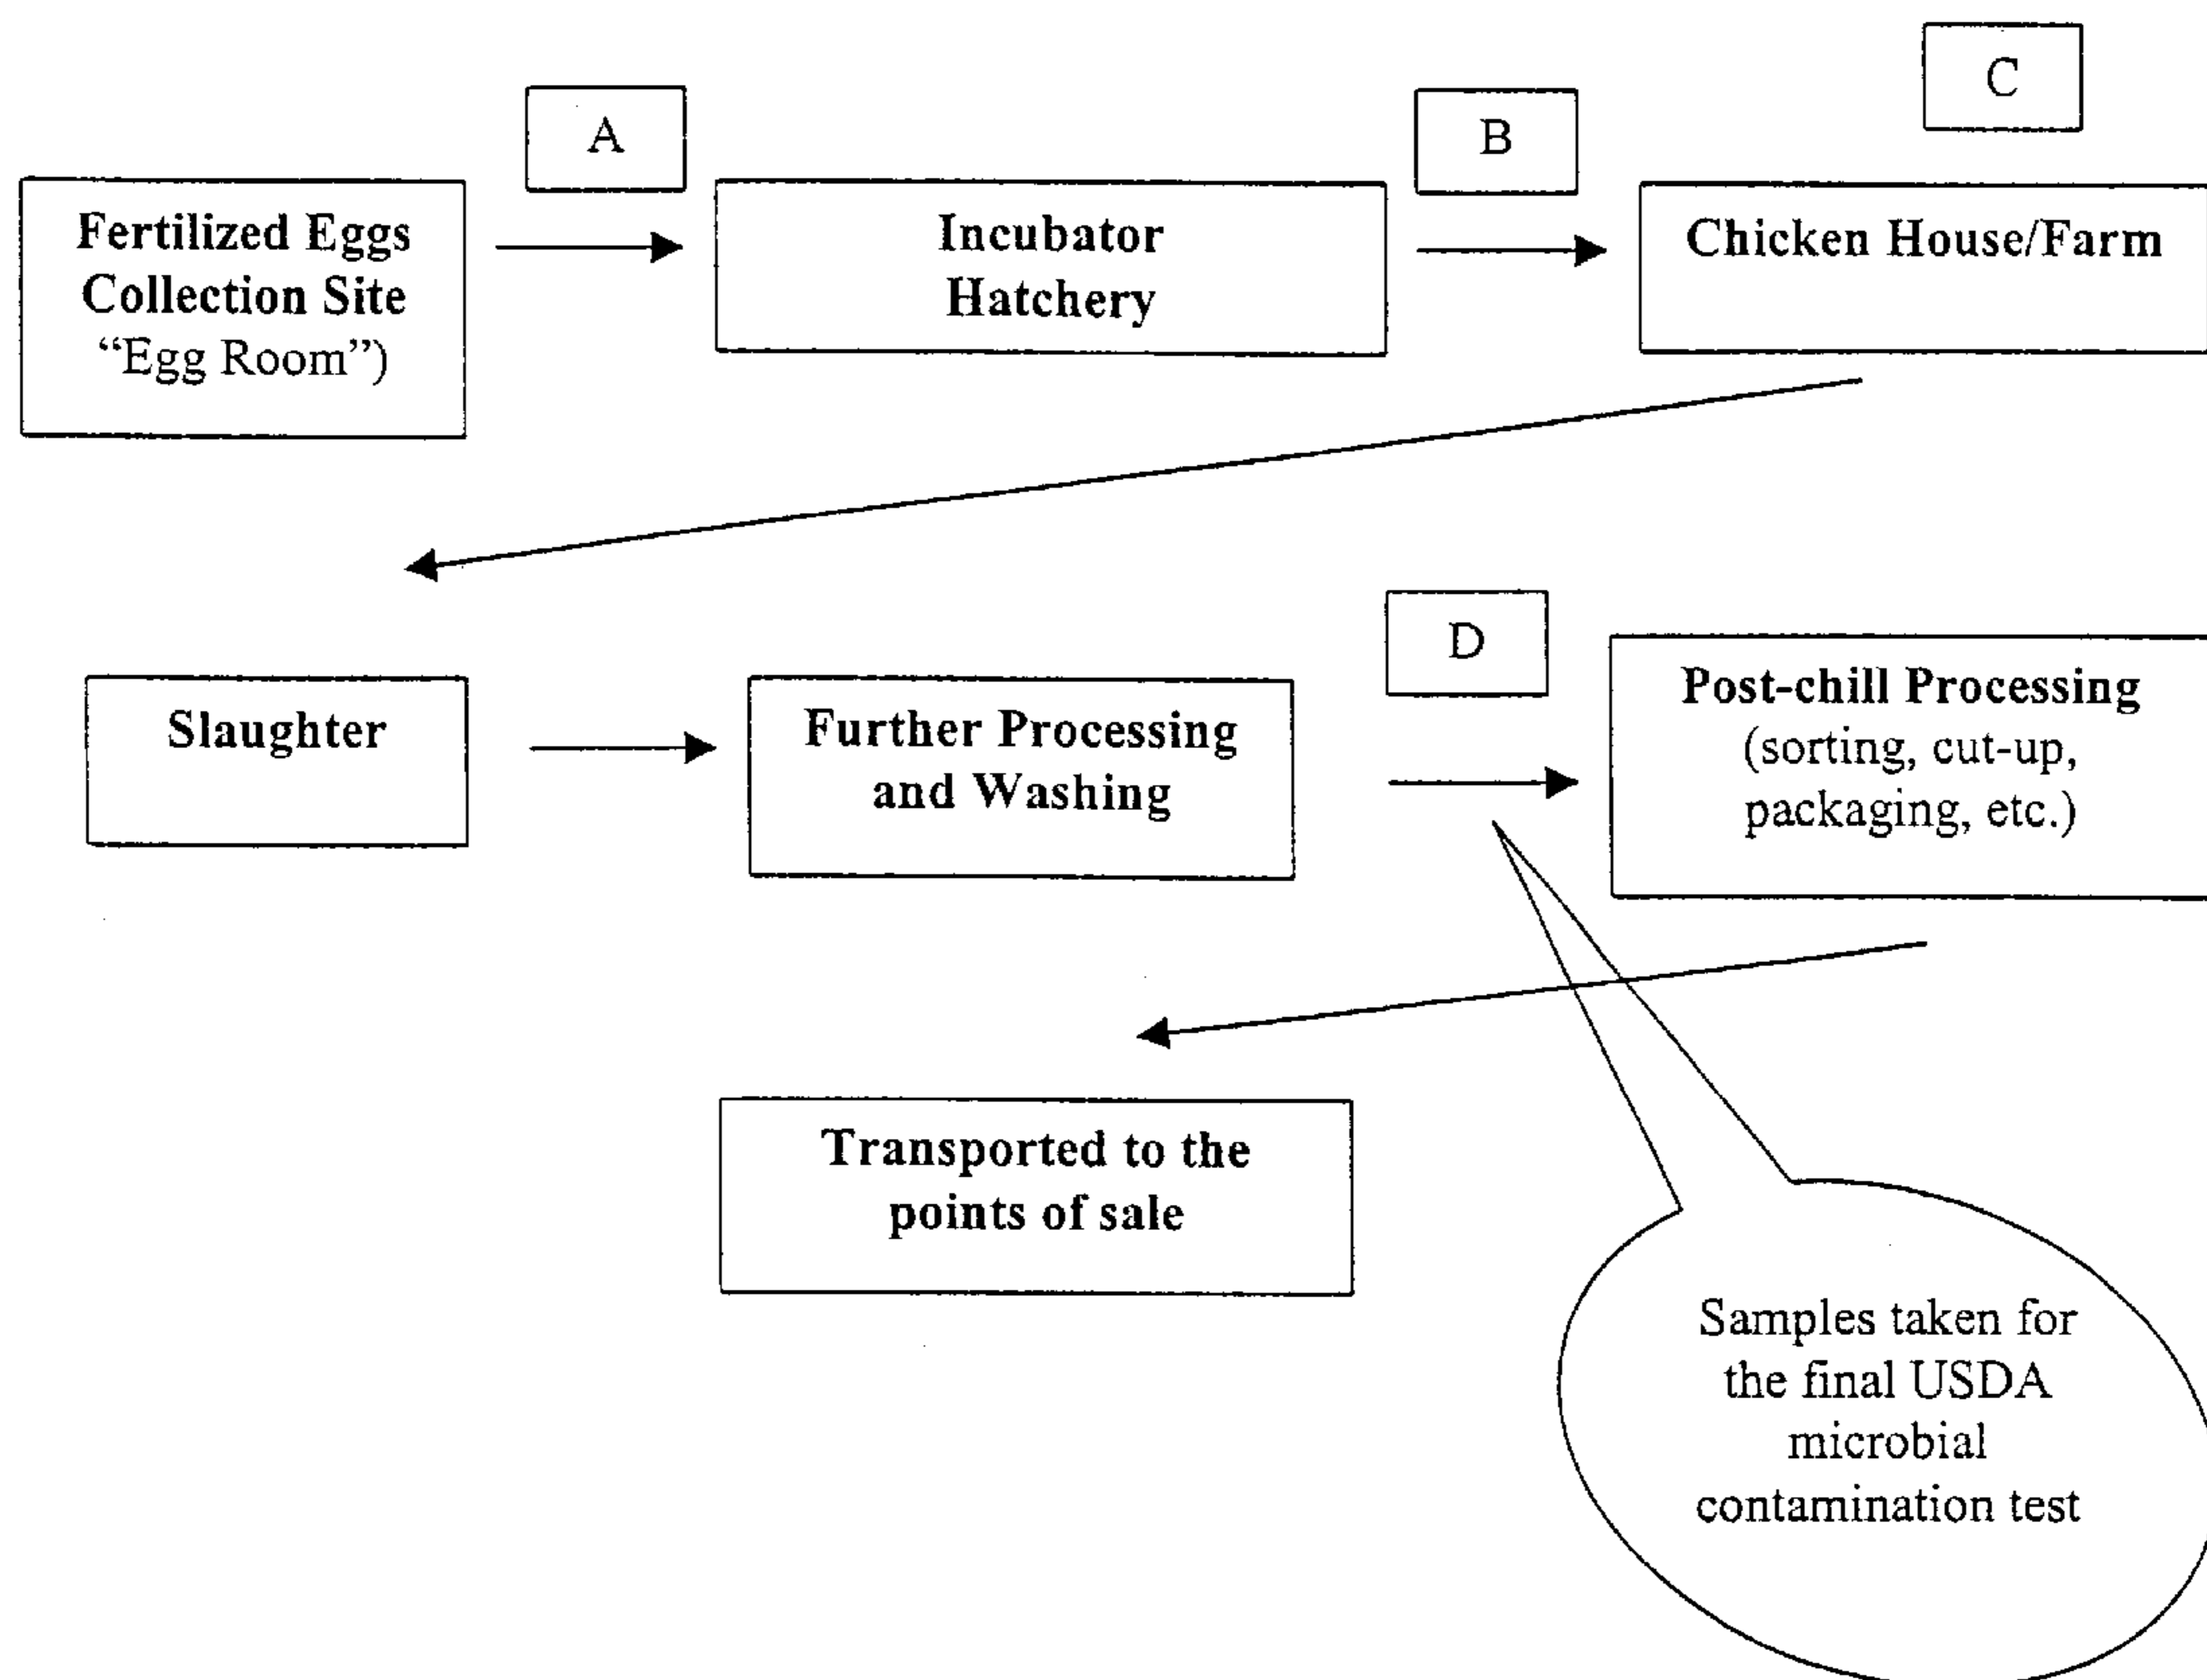 A
B
C
Fertilized Eggs
Collection Site
“Egg Room”)
Incubator
Hatchery
Chicken House/Farm
Slaughter
Further Processing
and Washing
D
Post-chill Processing
(sorting, cut-up,
packaging, etc.)
Transported to the
points of sale
Samples taken for
the final USDA
microbial
contamination test